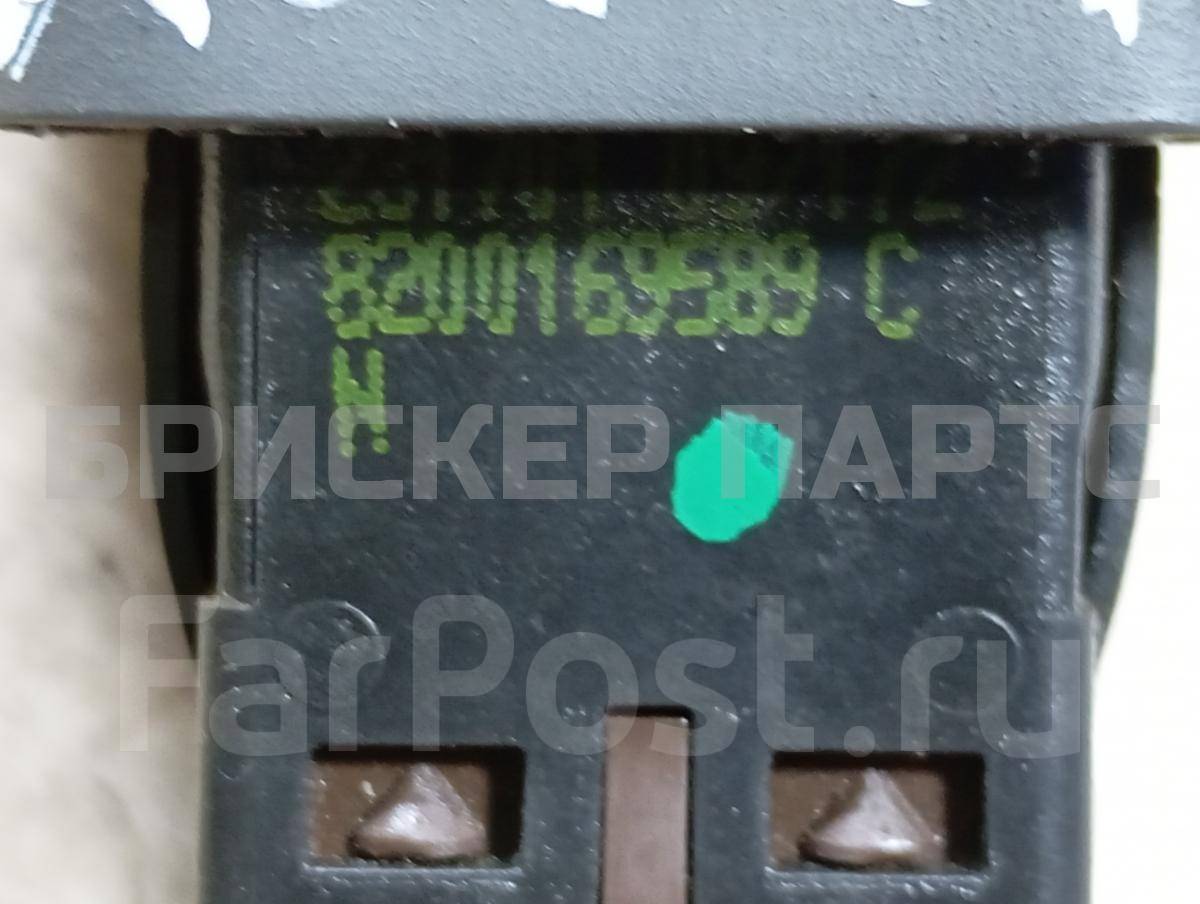 8200169589 C
N
БРИСКЕР ПАРТС
FarPost.ru